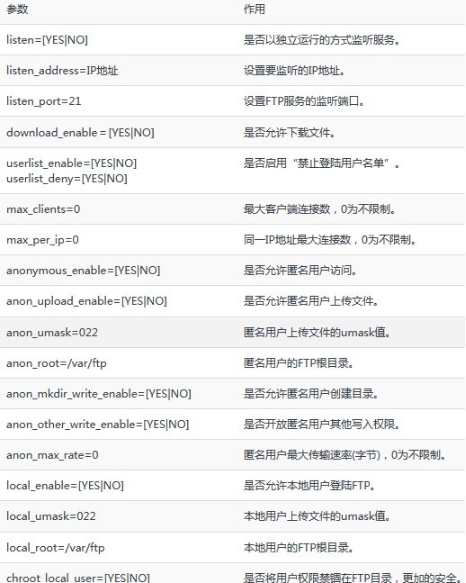 参数 作用
listen=[YES|NO] 是否以独立运行的方式监听服务。
listen_address=IP地址 设置要监听的IP地址。
listen_port=21 设置FTP服务的监听端口。
download_enable＝[YES|NO] 是否允许下载文件。
userlist_enable=[YES|NO] 是否启用“禁止登陆用户名单”。
userlist_deny=[YES|NO]
max_clients=0 最大客户端连接数，0为不限制。
max_per_ip=0 同一IP地址最大连接数，0为不限制。
anonymous_enable=[YES|NO] 是否允许匿名用户访问。
anon_upload_enable=[YES|NO] 是否允许匿名用户上传文件。
anon_umask=022 匿名用户上传文件的umask值。
anon_root=/var/ftp 匿名用户的FTP根目录。
anon_mkdir_write_enable=[YES|NO] 是否允许匿名用户创建目录。
anon_other_write_enable=[YES|NO] 是否开放匿名用户其他写入权限。
anon_max_rate=0 匿名用户最大传输速率(字节)，0为不限制。
local_enable=[YES|NO] 是否允许本地用户登陆FTP。
local_umask=022 本地用户上传文件的umask值。
local_root=/var/ftp 本地用户的FTP根目录。
chroot_local_user=[YES|NO] 是否将用户权限禁锢在FTP目录，更加的安全。